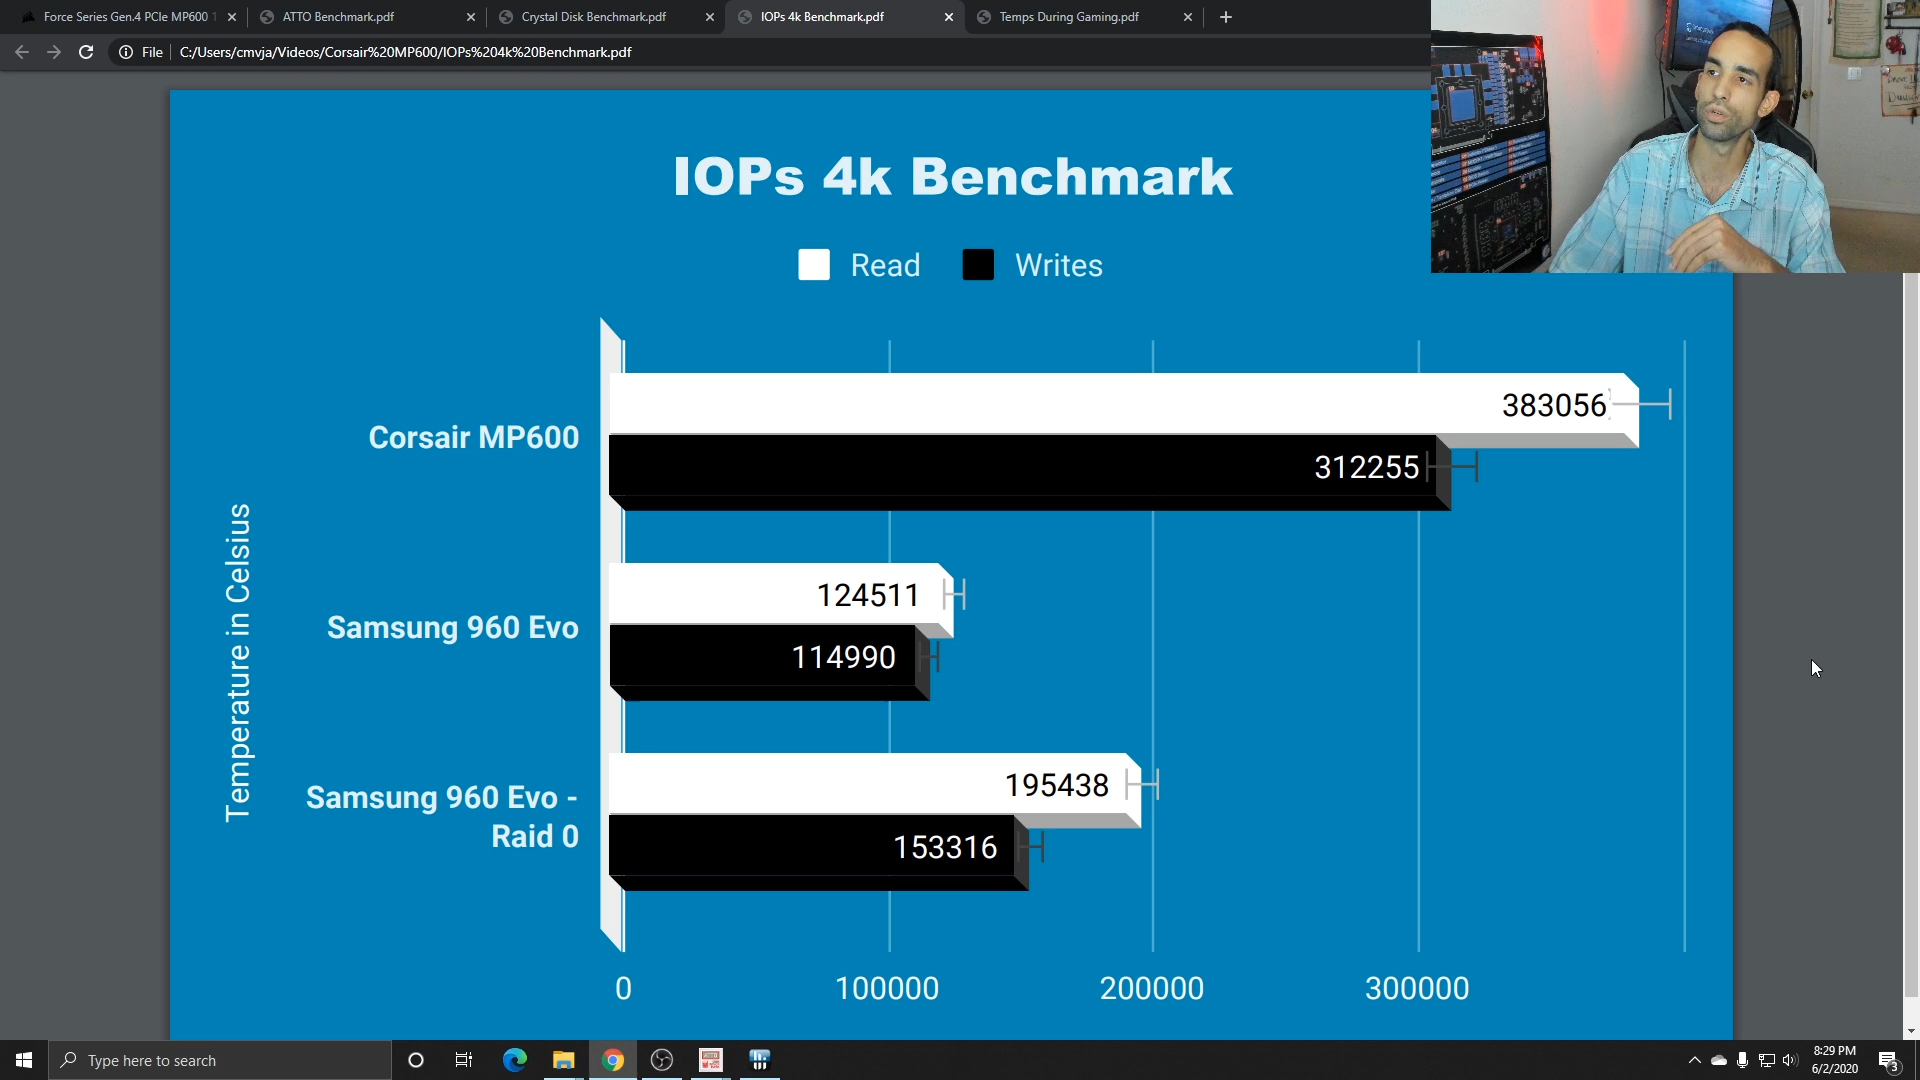 Force Series Gen.4 PCIe MP600 1
ATTO Benchmark.pdf
Crystal Disk Benchmark.pdf
IOPs 4k Benchmark.pdf
Temps During Gaming.pdf
File
C:/Users/cmvja/Videos/Corsair%20MP600/IOPs%204k%20Benchmark.pdf
IOPs 4k Benchmark
Read
Writes
Temperature in Celsius
Corsair MP600
383056
312255
Samsung 960 Evo
124511
114990
Samsung 960 Evo -
Raid 0
195438
153316
0
100000
200000
300000
Type here to search
8:29 PM
6/2/2020
3